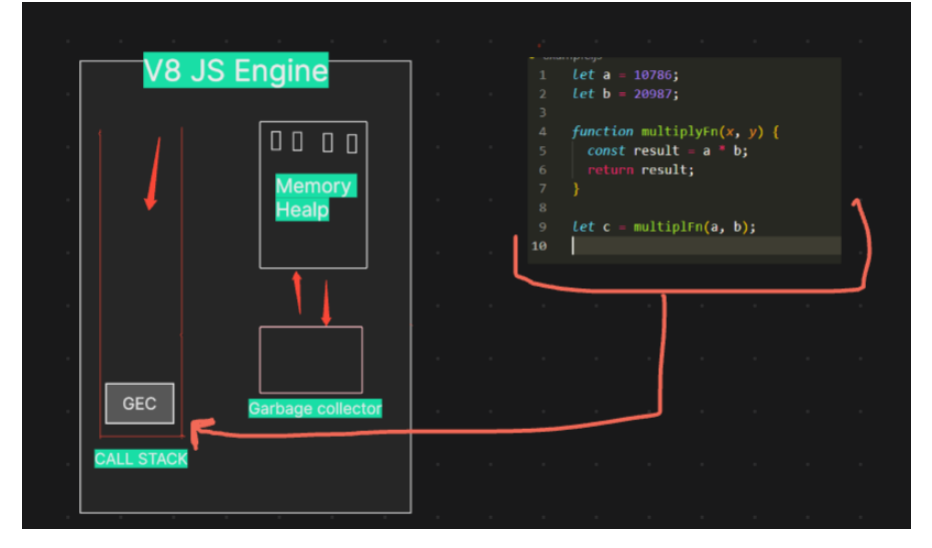 V8 JS Engine
Memory
Healp
GEC
Garbage collector
CALL STACK
1 let a = 10786;
2 let b = 20987;
3
4 function multiplyFn(x, y) {
5 const result = a * b;
6 return result;
7 }
8
9 let c = multiplFn(a, b);
10